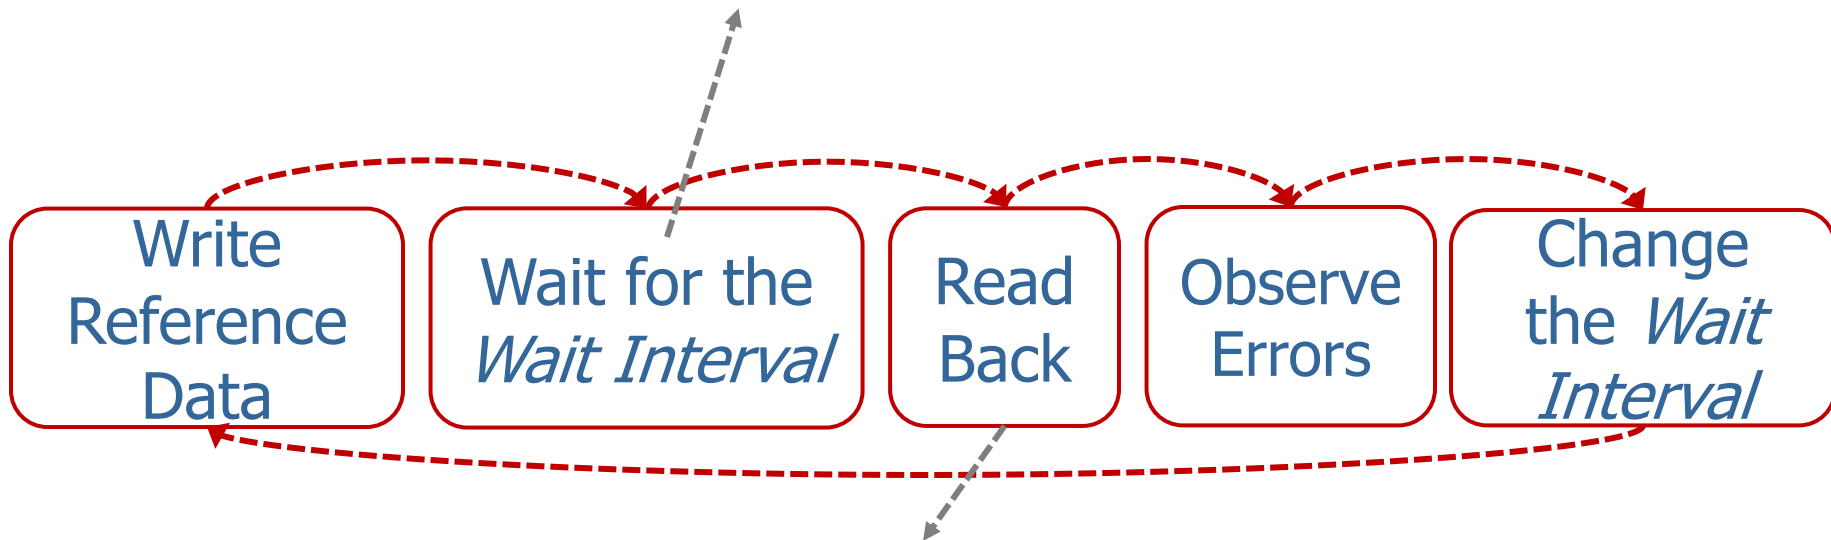 Write
Reference
Data
Wait for the
Wait Interval
Read
Back
Observe
Errors
Change
the Wait
Interval